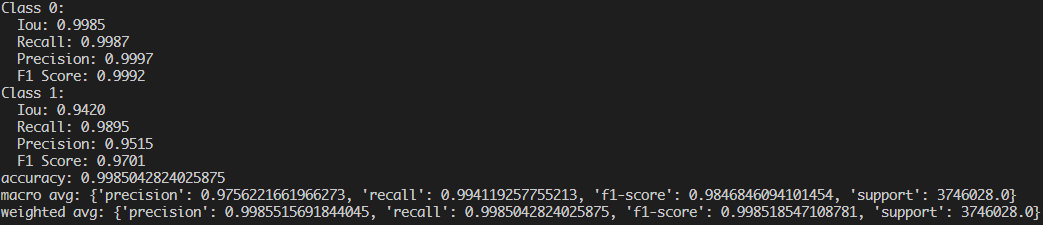 Class 0:
  Iou: 0.9985
  Recall: 0.9987
  Precision: 0.9997
  F1 Score: 0.9992
Class 1:
  Iou: 0.9420
  Recall: 0.9895
  Precision: 0.9515
  F1 Score: 0.9701
accuracy: 0.9985042824025875
macro avg: {'precision': 0.9756221661966273, 'recall': 0.994119257755213, 'f1-score': 0.9846846094101454, 'support': 3746028.0}
weighted avg: {'precision': 0.9985515691844045, 'recall': 0.9985042824025875, 'f1-score': 0.998518547108781, 'support': 3746028.0}